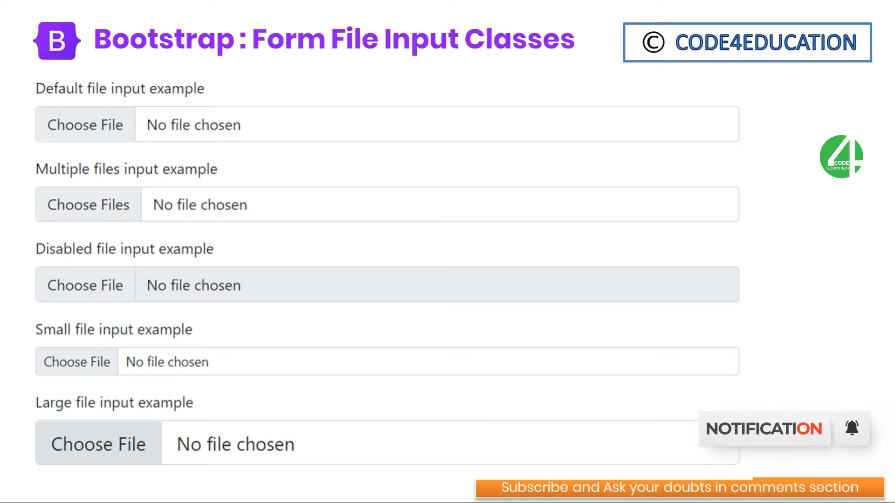 B Bootstrap : Form File Input Classes
© CODE4EDUCATION
Default file input example
Choose File No file chosen
4
CODE
EDUCATION
Multiple files input example
Choose Files No file chosen
Disabled file input example
Choose File No file chosen
Small file input example
Choose File No file chosen
Large file input example
Choose File No file chosen
NOTIFICATION
Subscribe and Ask your doubts in comments section